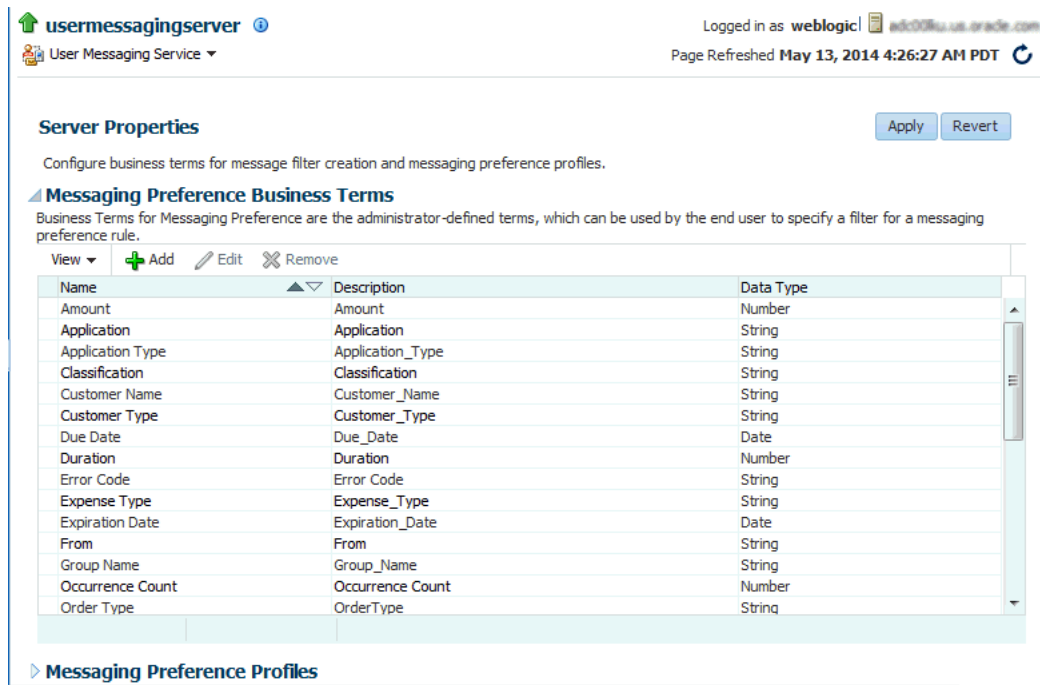 usermessagingserver
Logged in as weblogic
User Messaging Service
Page Refreshed May 13, 2014 4:26:27 AM PDT
Server Properties
Apply Revert
Configure business terms for message filter creation and messaging preference profiles.
Messaging Preference Business Terms
Business Terms for Messaging Preference are the administrator-defined terms, which can be used by the end user to specify a filter for a messaging
preference rule.
View Add Edit Remove
Name Description Data Type
Amount Amount Number
Application Application String
Application Type Application_Type String
Classification Classification String
Customer Name Customer_Name String
Customer Type Customer_Type String
Due Date Due_Date Date
Duration Duration Number
Error Code Error Code String
Expense Type Expense_Type String
Expiration Date Expiration_Date Date
From From String
Group Name Group_Name String
Occurrence Count Occurrence Count Number
Order Type OrderType String
Messaging Preference Profiles